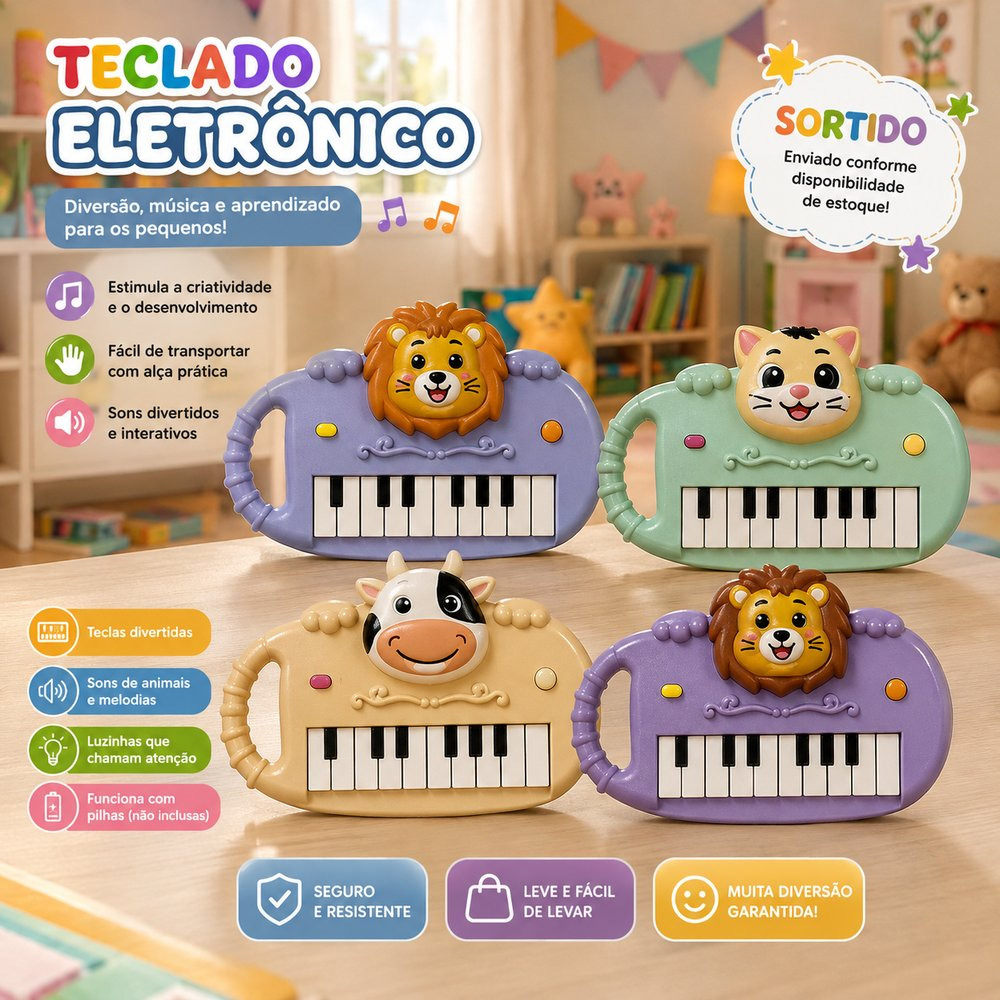 TECLADO
ELETRÔNICO
Diversão, música e aprendizado
para os pequenos!
SORTIDO
Enviado conforme
disponibilidade
de estoque!
Estimula a criatividade
e o desenvolvimento
Fácil de transportar
com alça prática
Sons divertidos
e interativos
Teclas divertidas
Sons de animais
e melodias
Luzinhas que
chamam atenção
Funciona com
pilhas (não inclusas)
SEGURO
E RESISTENTE
LEVE E FÁCIL
DE LEVAR
MUITA DIVERSÃO
GARANTIDA!